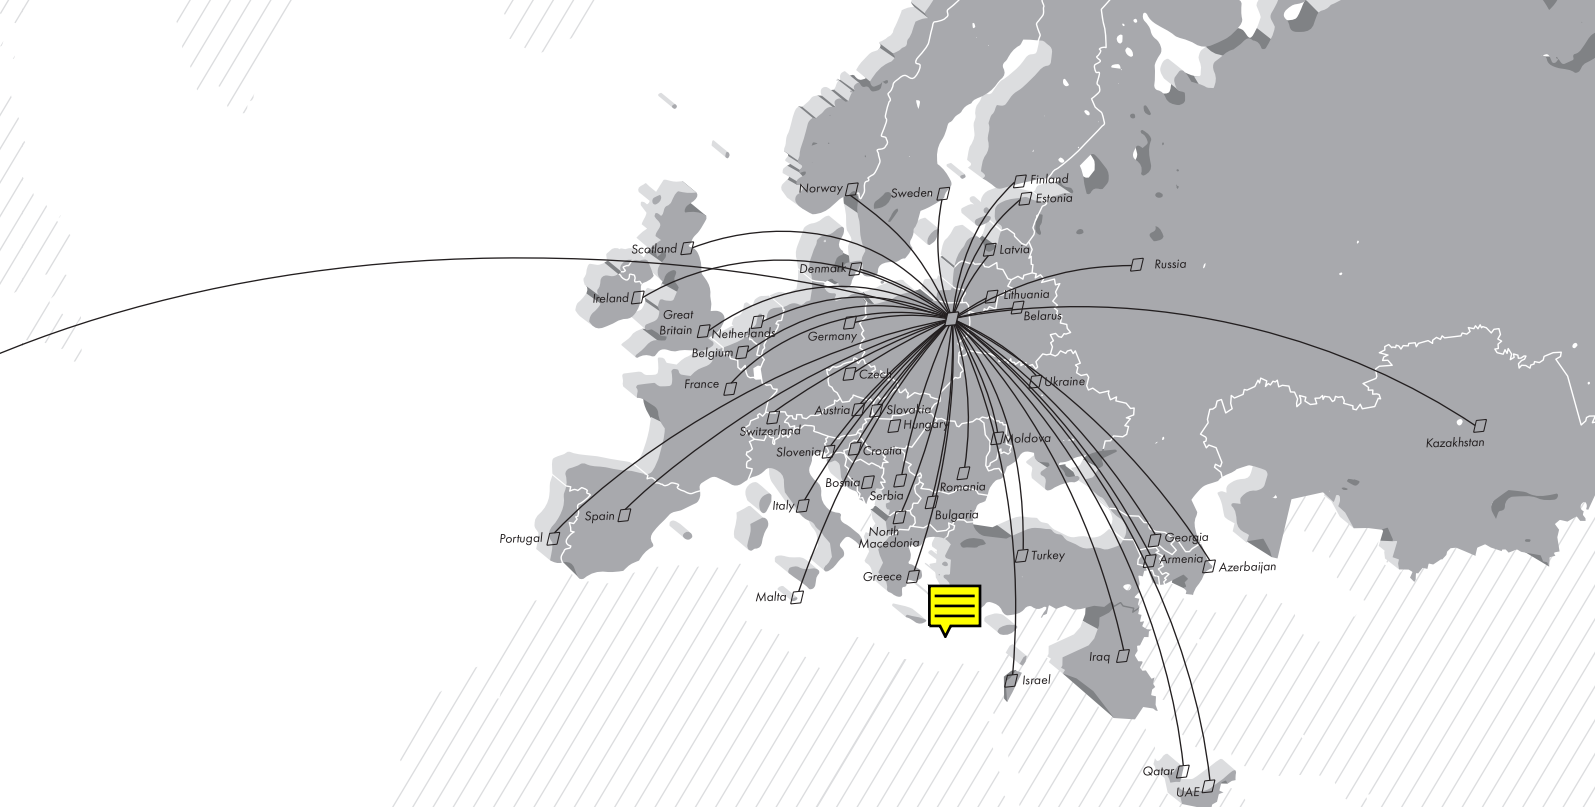 Finland
Norway
Sweden
Estonia
Scotland
Latvia
Denmark
Russia
Ireland
Lithuania
Great
Britain
Belarus
Netherlands
Germany
Belgium
Czech
France
Ukraine
Austria
Slovakia
Hungary
Switzerland
Moldova
Slovenia
Croatia
Kazakhstan
Bosnia
Romania
Serbia
Italy
Spain
Bulgaria
North
Macedonia
Portugal
Georgia
Turkey
Armenia
Azerbaijan
Greece
Malta
Iraq
Israel
Qatar
UAE